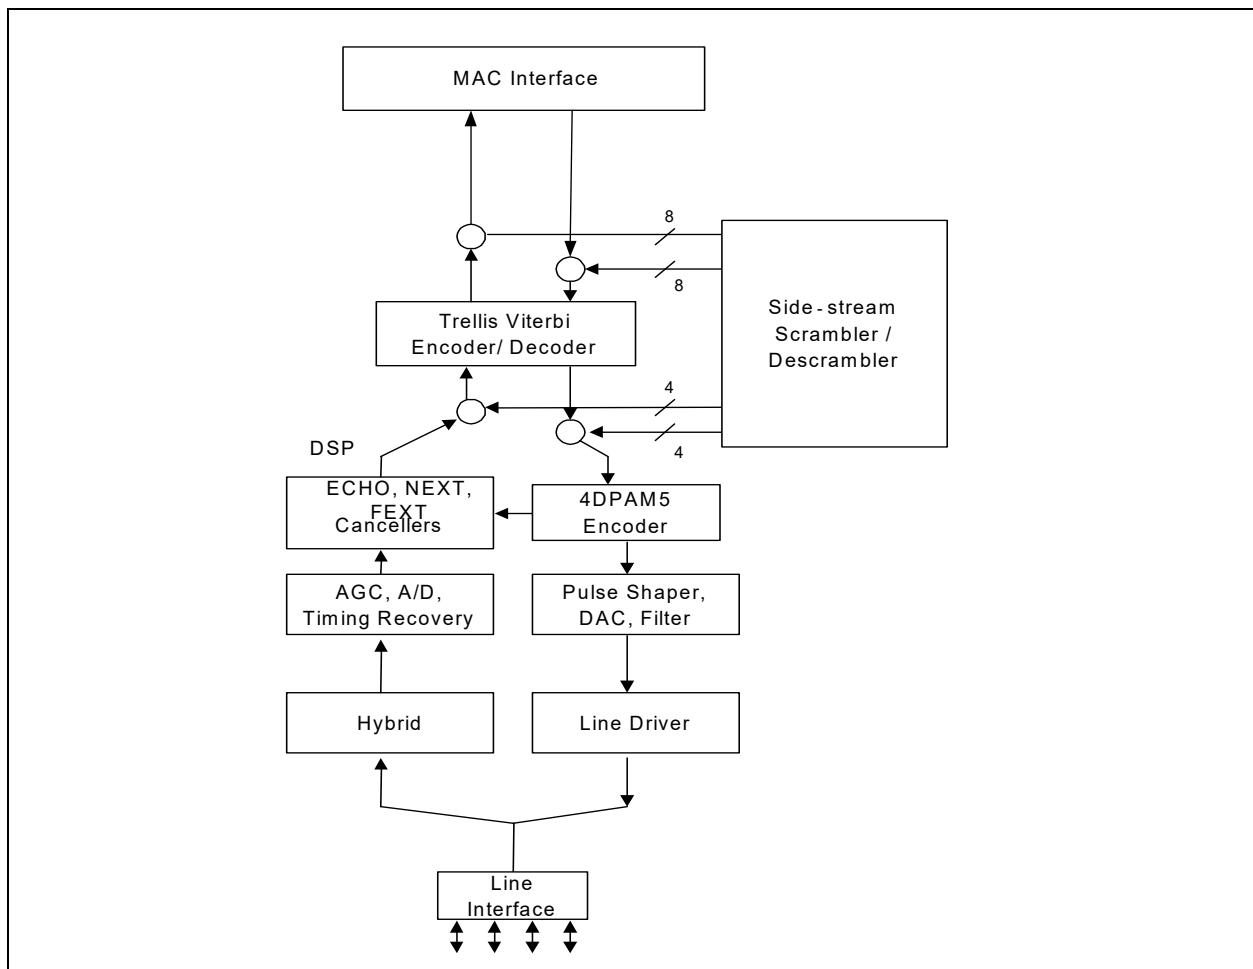 MAC Interface
8
8
Side-stream
Scrambler /
Descrambler
Trellis Viterbi
Encoder/ Decoder
4
4
DSP
ECHO, NEXT,
FEXT
Cancellers
4DPAM5
Encoder
AGC, A/D,
Timing Recovery
Pulse Shaper,
DAC, Filter
Hybrid
Line Driver
Line
Interface